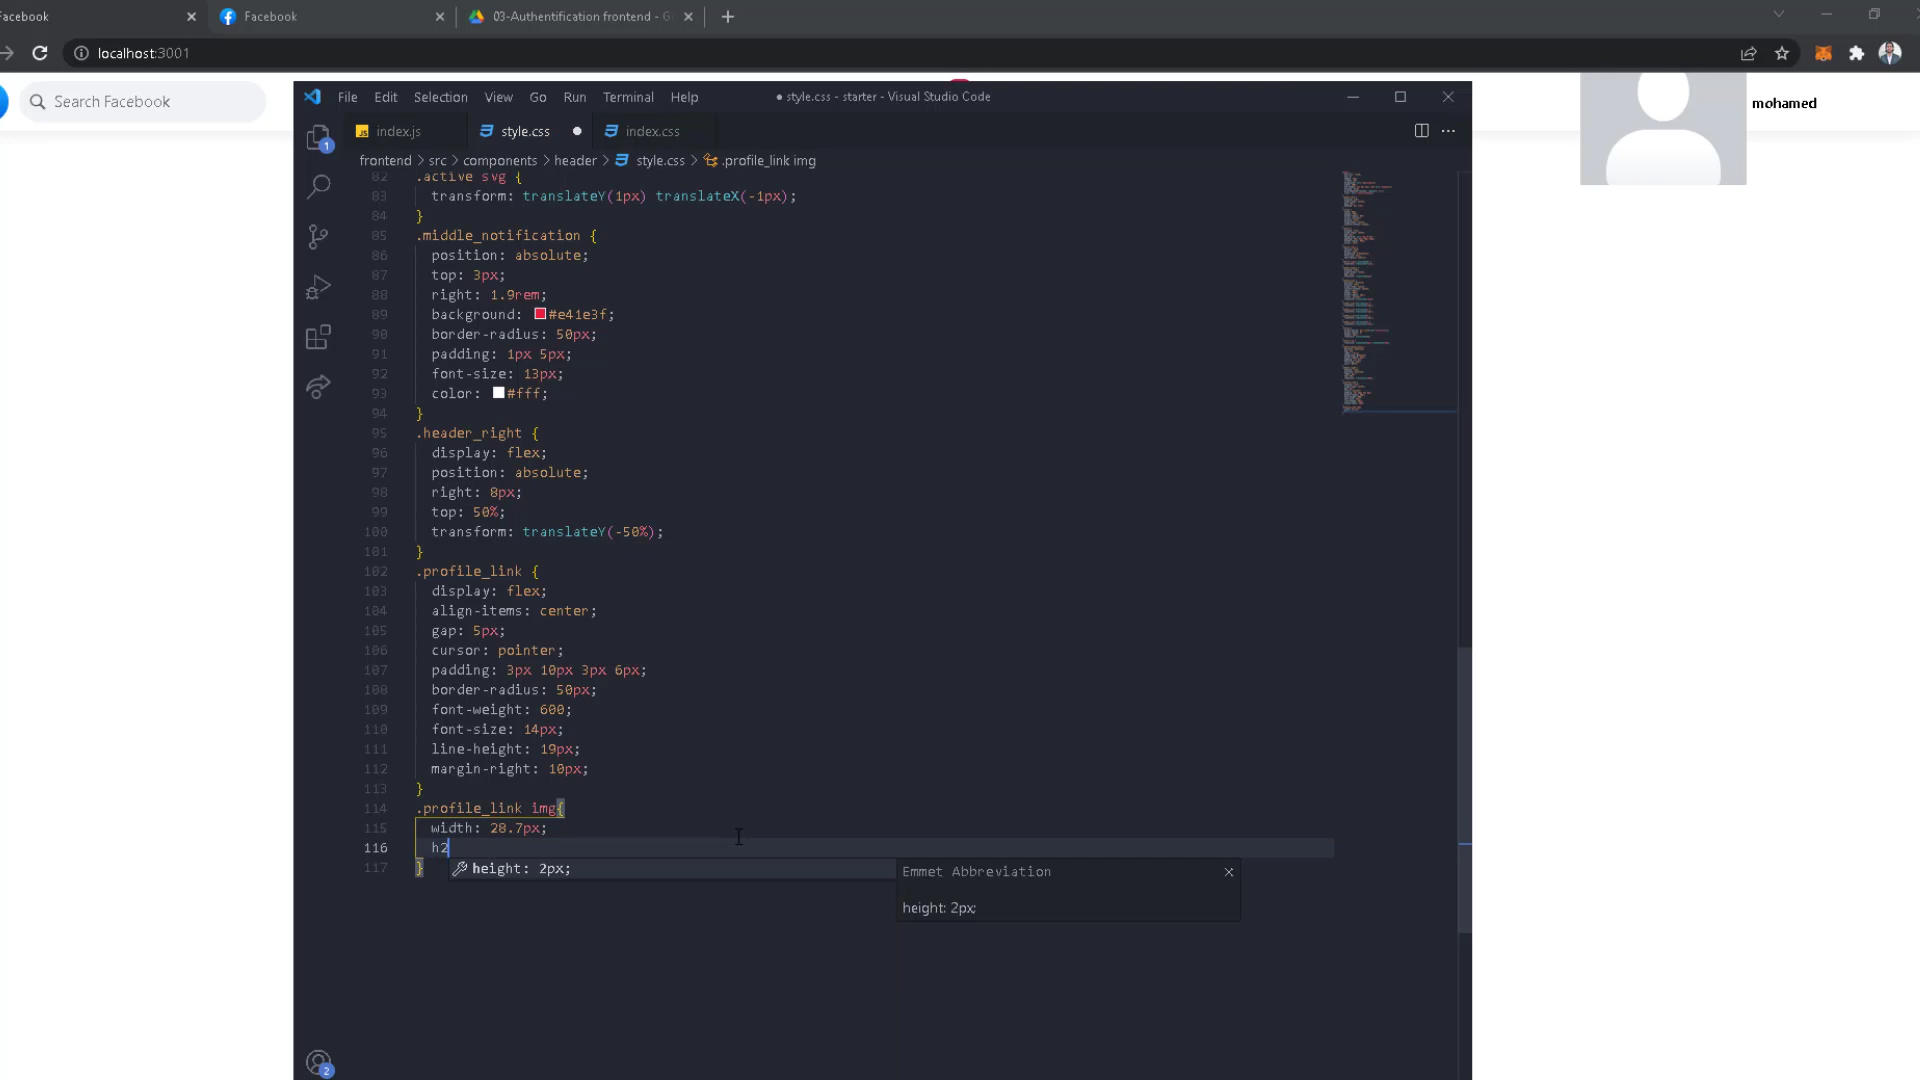 Facebook
Facebook
03-Authentification frontend - G
localhost:3001
Search Facebook
mohamed
File Edit Selection View Go Run Terminal Help
● style.css - starter - Visual Studio Code
JS index.js
style.css
index.css
frontend > src > components > header > style.css > .profile_link img
82 .active svg {
83 transform: translateY(1px) translateX(-1px);
84 }
85 .middle_notification {
86 position: absolute;
87 top: 3px;
88 right: 1.9rem;
89 background: #e41e3f;
90 border-radius: 50px;
91 padding: 1px 5px;
92 font-size: 13px;
93 color: #fff;
94 }
95 .header_right {
96 display: flex;
97 position: absolute;
98 right: 8px;
99 top: 50%;
100 transform: translateY(-50%);
101 }
102 .profile_link {
103 display: flex;
104 align-items: center;
105 gap: 5px;
106 cursor: pointer;
107 padding: 3px 10px 3px 6px;
108 border-radius: 50px;
109 font-weight: 600;
110 font-size: 14px;
111 line-height: 19px;
112 margin-right: 10px;
113 }
114 .profile_link img{
115 width: 28.7px;
116 h2
117 }
height: 2px;
Emmet Abbreviation
height: 2px;
1
2